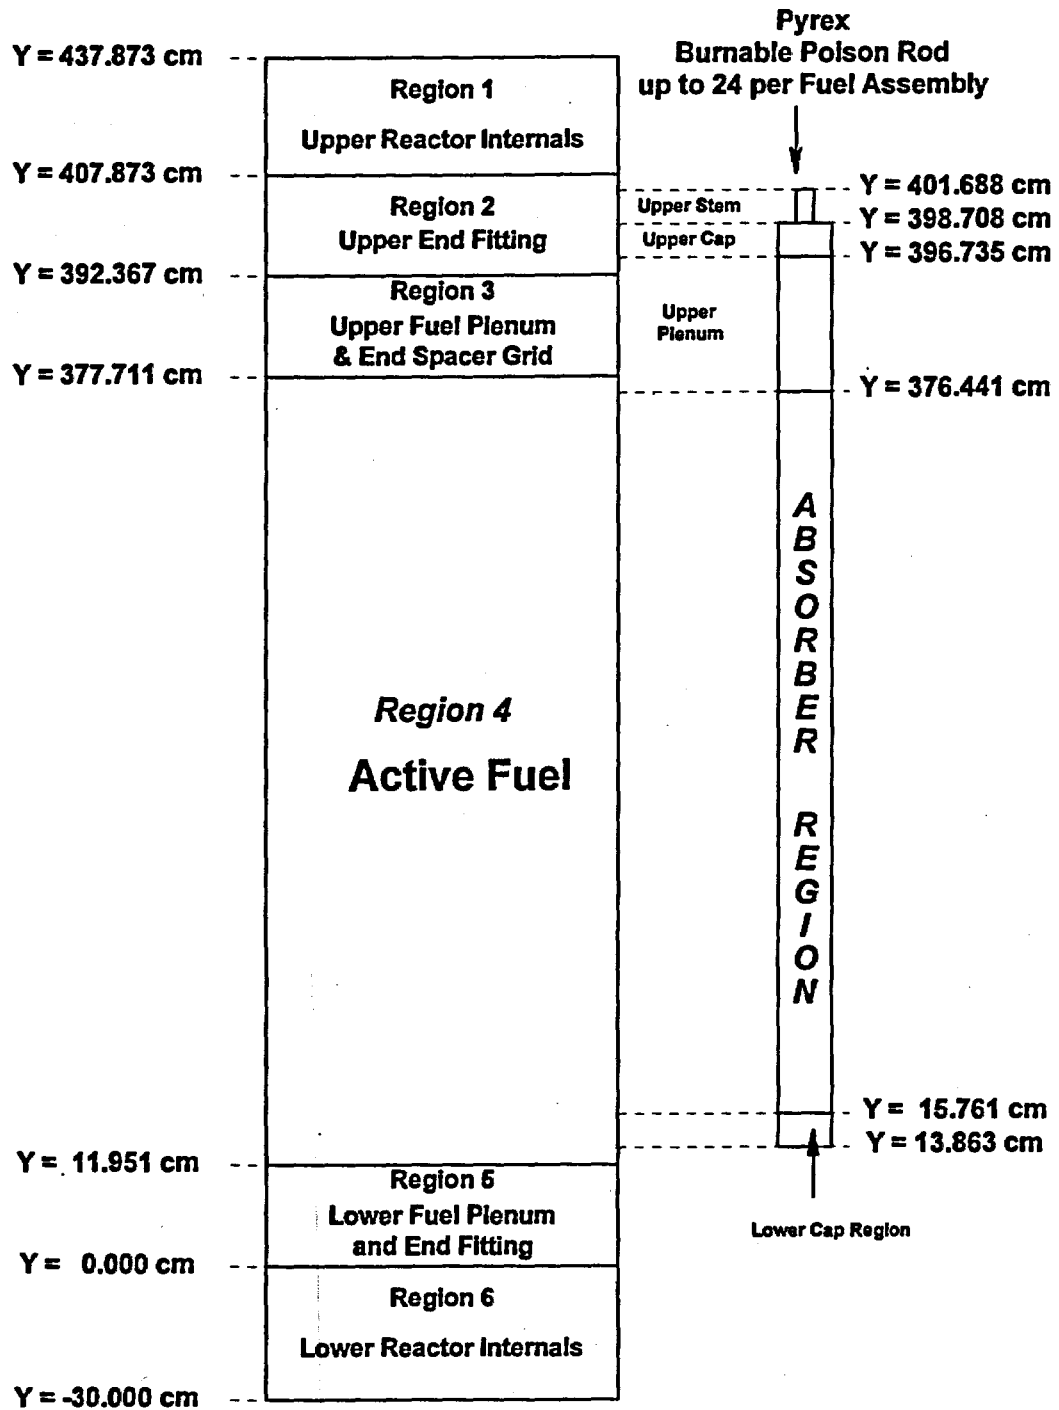 Pyrex
Burnable Poison Rod
up to 24 per Fuel Assembly
Y = 437.873 cm
Region 1
Upper Reactor Internals
Y = 407.873 cm
Region 2
Upper End Fitting
Y = 392.367 cm
Region 3
Upper Fuel Plenum
& End Spacer Grid
Y = 377.711 cm
Region 4
Active Fuel
Y = 11.951 cm
Region 5
Lower Fuel Plenum
and End Fitting
Y = 0.000 cm
Region 6
Lower Reactor Internals
Y = -30.000 cm
Upper Stem
Upper Cap
Upper
Plenum
Y = 401.688 cm
Y = 398.708 cm
Y = 396.735 cm
Y = 376.441 cm
ABSORBER REGION
Y = 15.761 cm
Y = 13.863 cm
Lower Cap Region